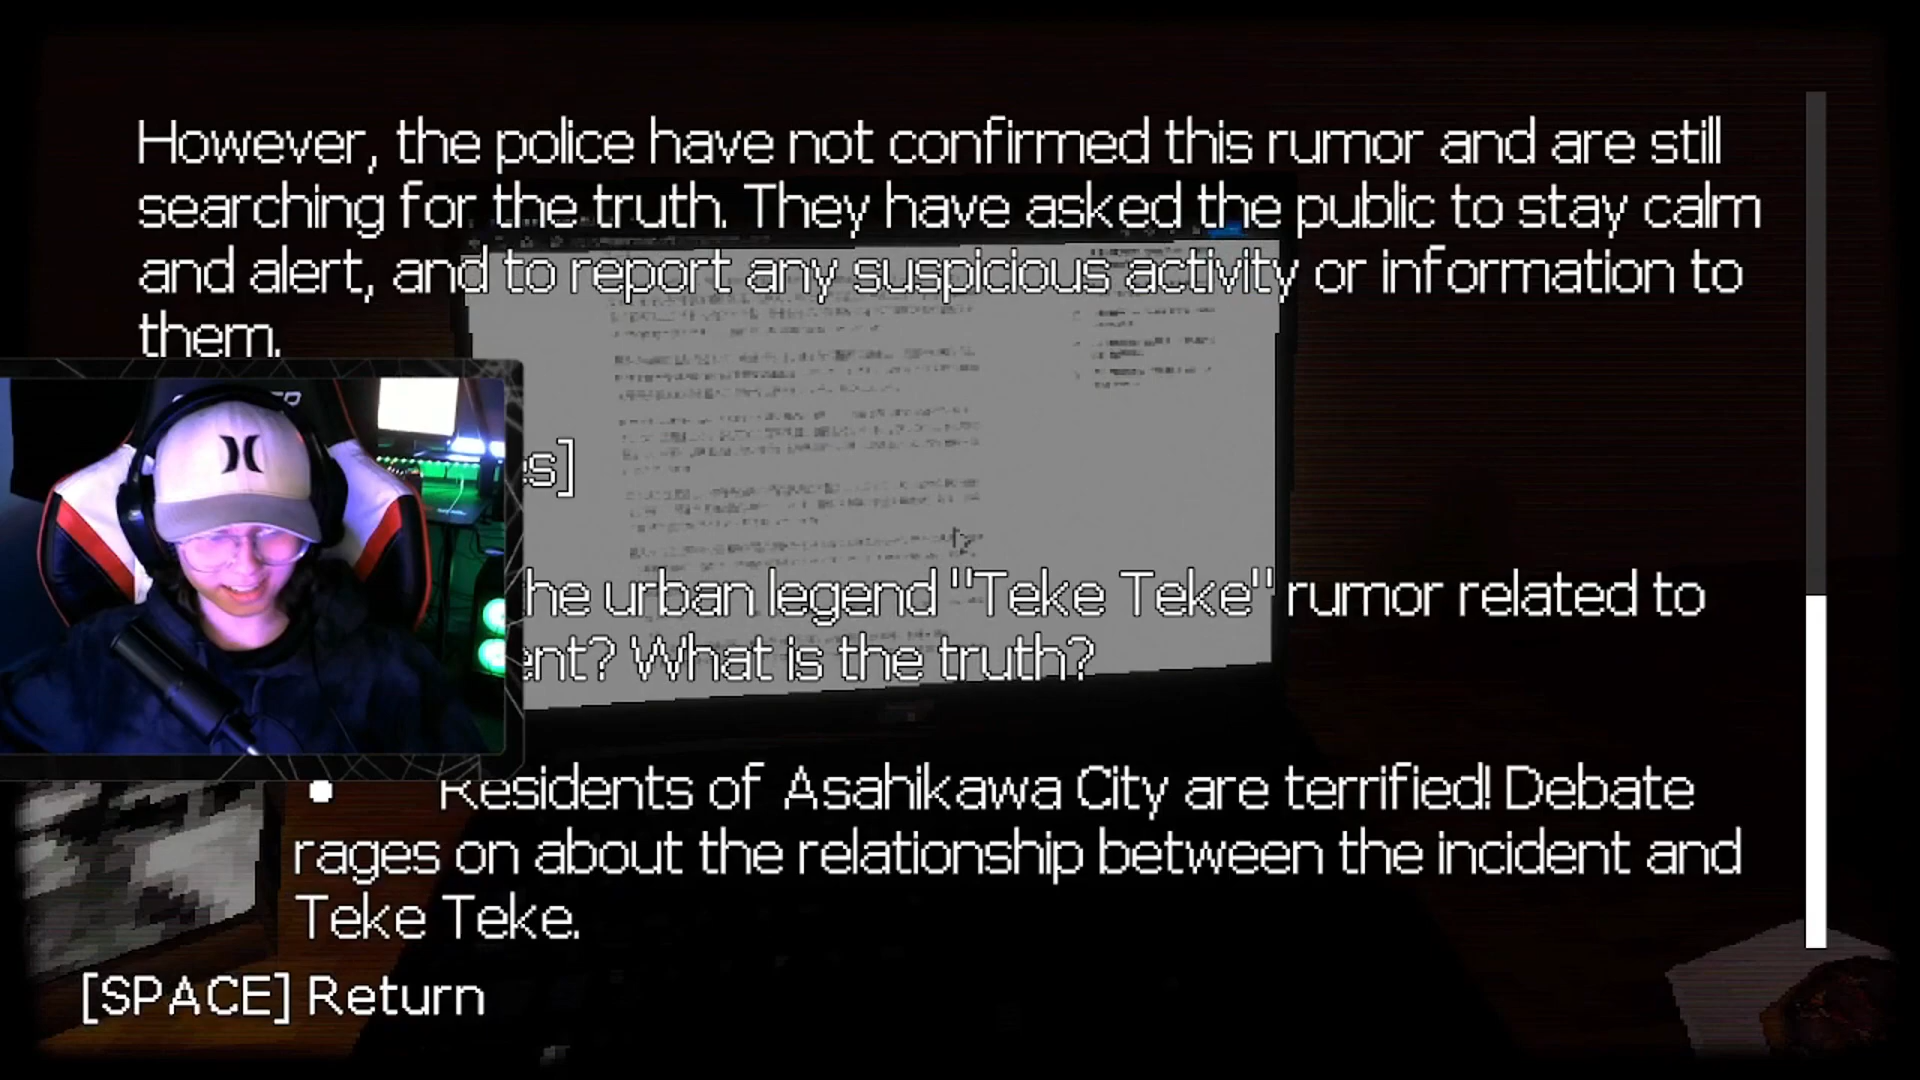 However, the police have not confirmed this rumor and are still
searching for the truth. They have asked the public to stay calm
and alert, and to report any suspicious activity or information to
them.
urban legend "Teke Teke" rumor related to
What is the truth?
• Residents of Asahikawa City are terrified! Debate
rages on about the relationship between the incident and
Teke Teke.
[SPACE] Return